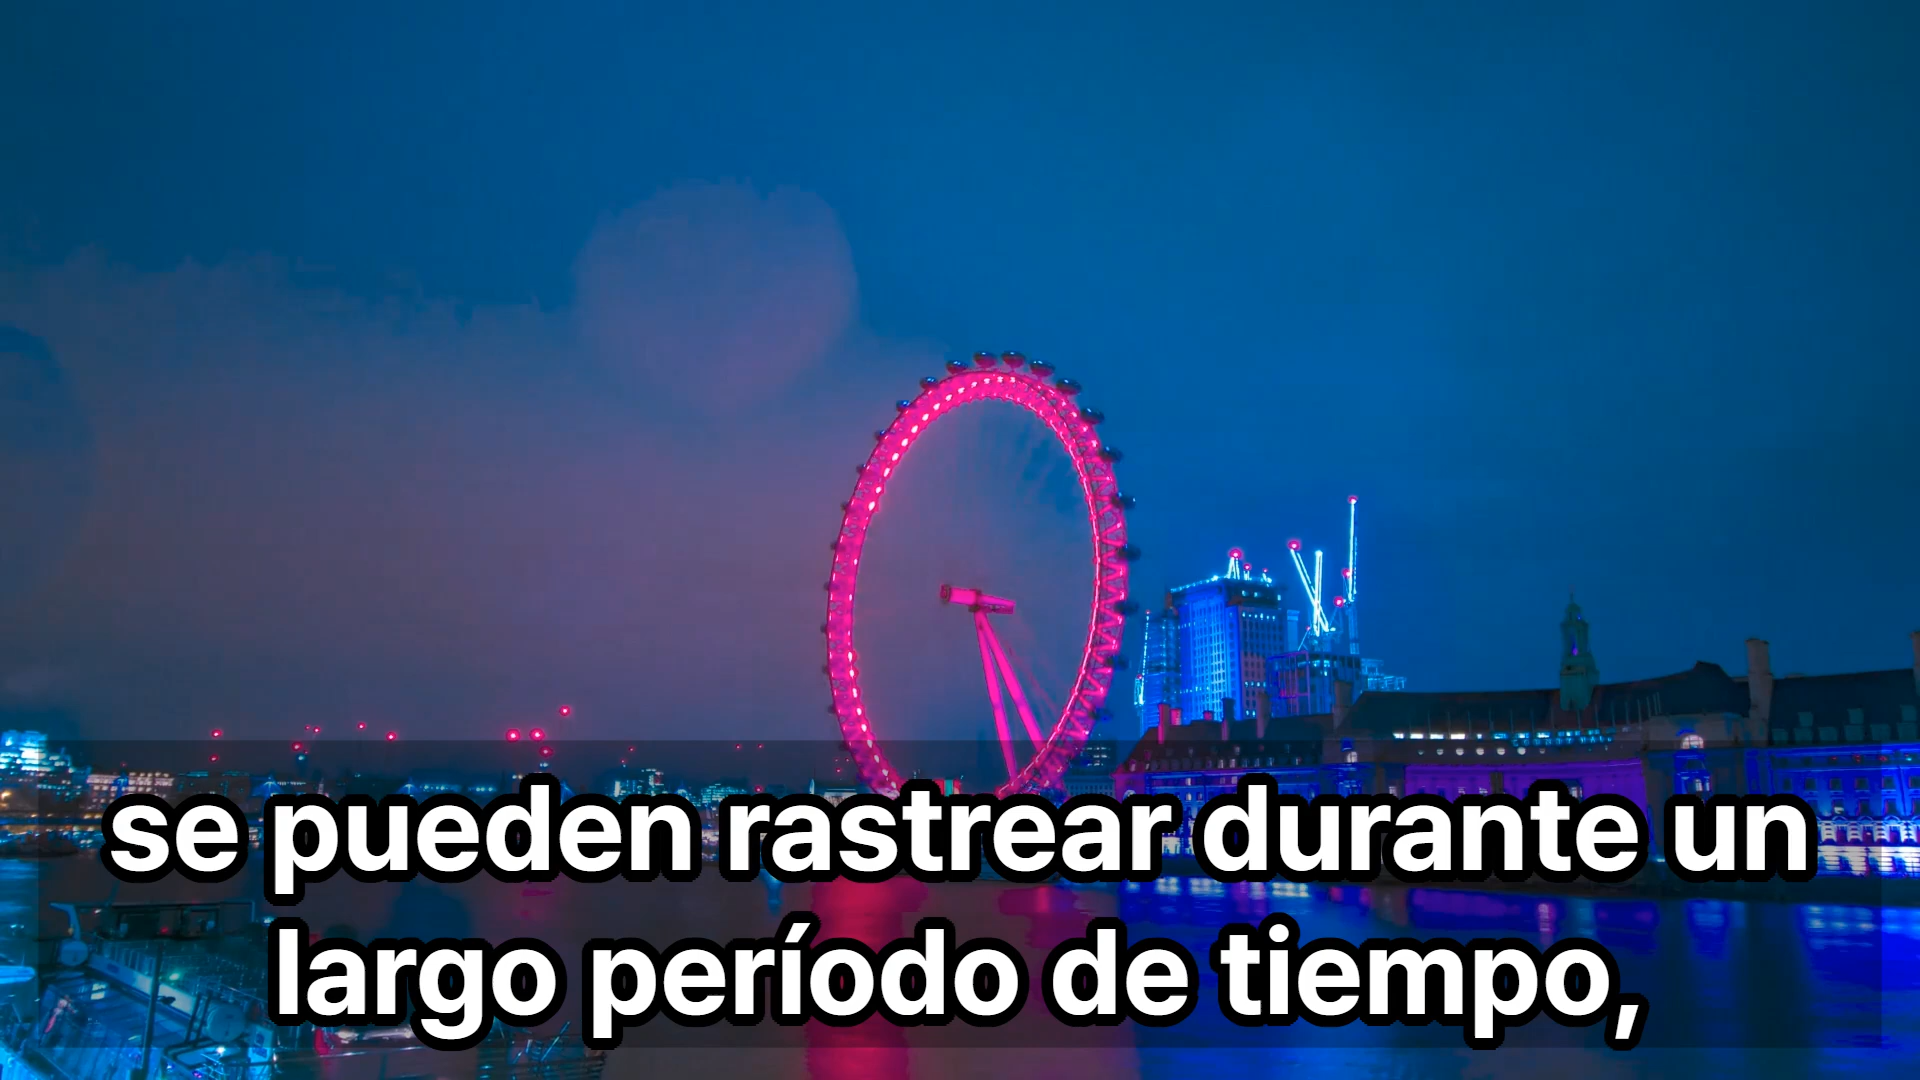 se pueden rastrear durante un
largo período de tiempo,